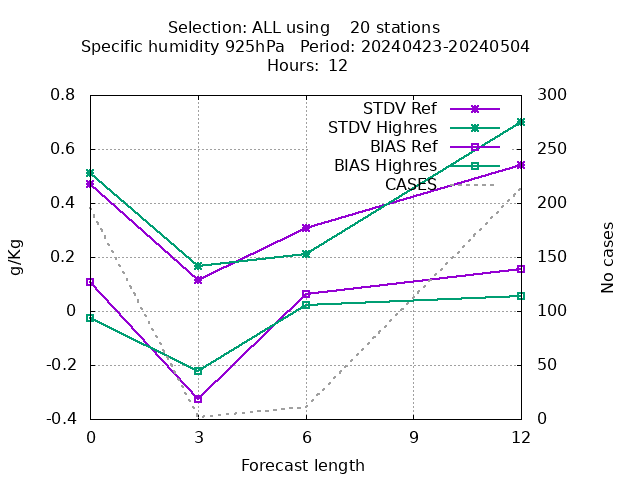 Selection: ALL using    20 stations
Specific humidity 925hPa   Period: 20240423-20240504
Hours:  12
0.8
0.6
0.4
0.2
0
-0.2
-0.4
300
250
200
150
100
50
0
STDV Ref
STDV Highres
BIAS Ref
BIAS Highres
CASES
g/Kg
No cases
0 3 6 9 12
Forecast length